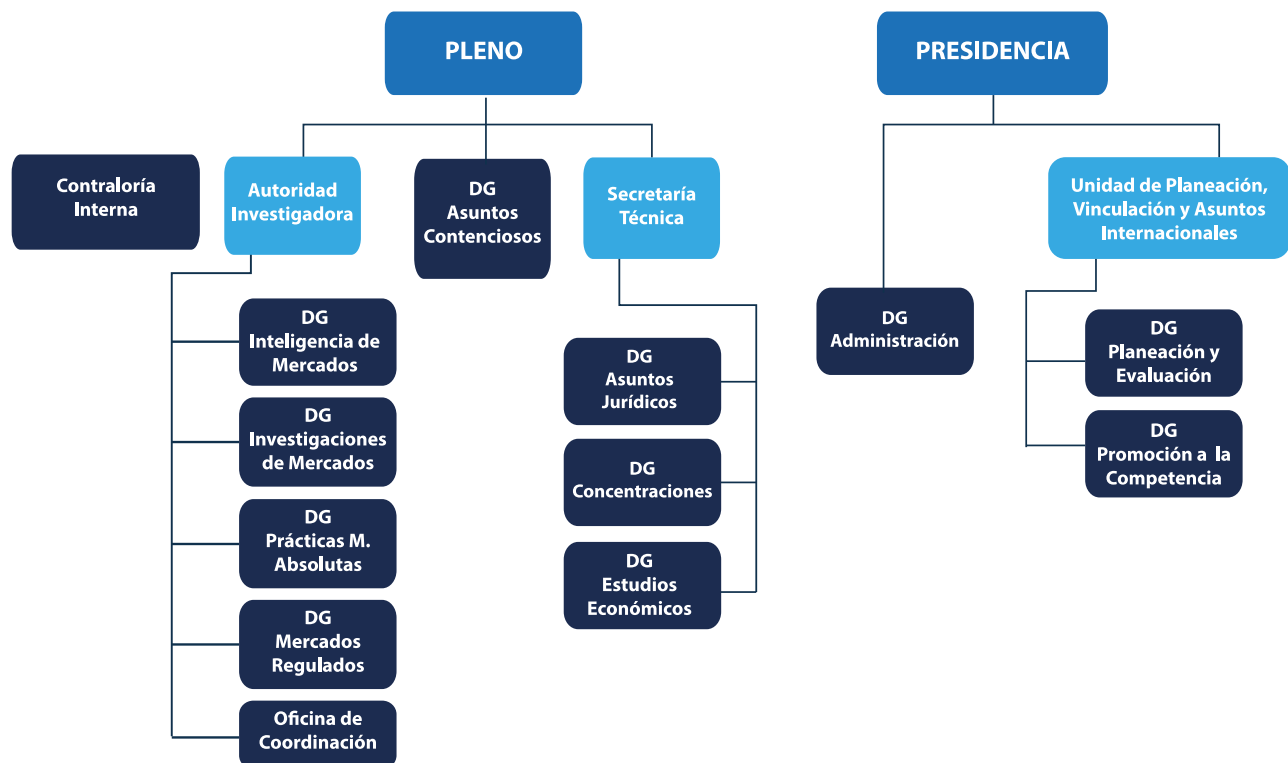 PLENO
PRESIDENCIA
Contraloría
Interna
Autoridad
Investigadora
DG
Asuntos
Contenciosos
Secretaría
Técnica
Unidad de Planeación,
Vinculación y Asuntos
Internacionales
DG
Inteligencia de
Mercados
DG
Investigaciones
de Mercados
DG
Prácticas M.
Absolutas
DG
Mercados
Regulados
Oficina de
Coordinación
DG
Asuntos
Jurídicos
DG
Concentraciones
DG
Estudios
Económicos
DG
Administración
DG
Planeación y
Evaluación
DG
Promoción a la
Competencia